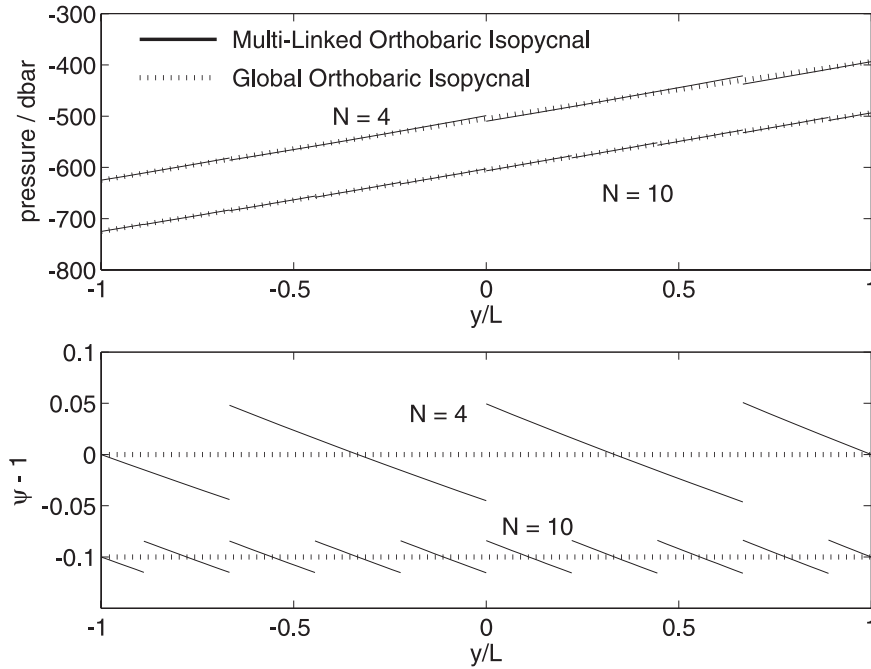 -300
-400
-500
-600
-700
-800
pressure / dbar
Multi-Linked Orthobaric Isopycnal
Global Orthobaric Isopycnal
N = 4
N = 10
-1
-0.5
0
0.5
1
y/L
0.1
0.05
0
-0.05
-0.1
ψ - 1
N = 4
N = 10
-1
-0.5
0
0.5
1
y/L